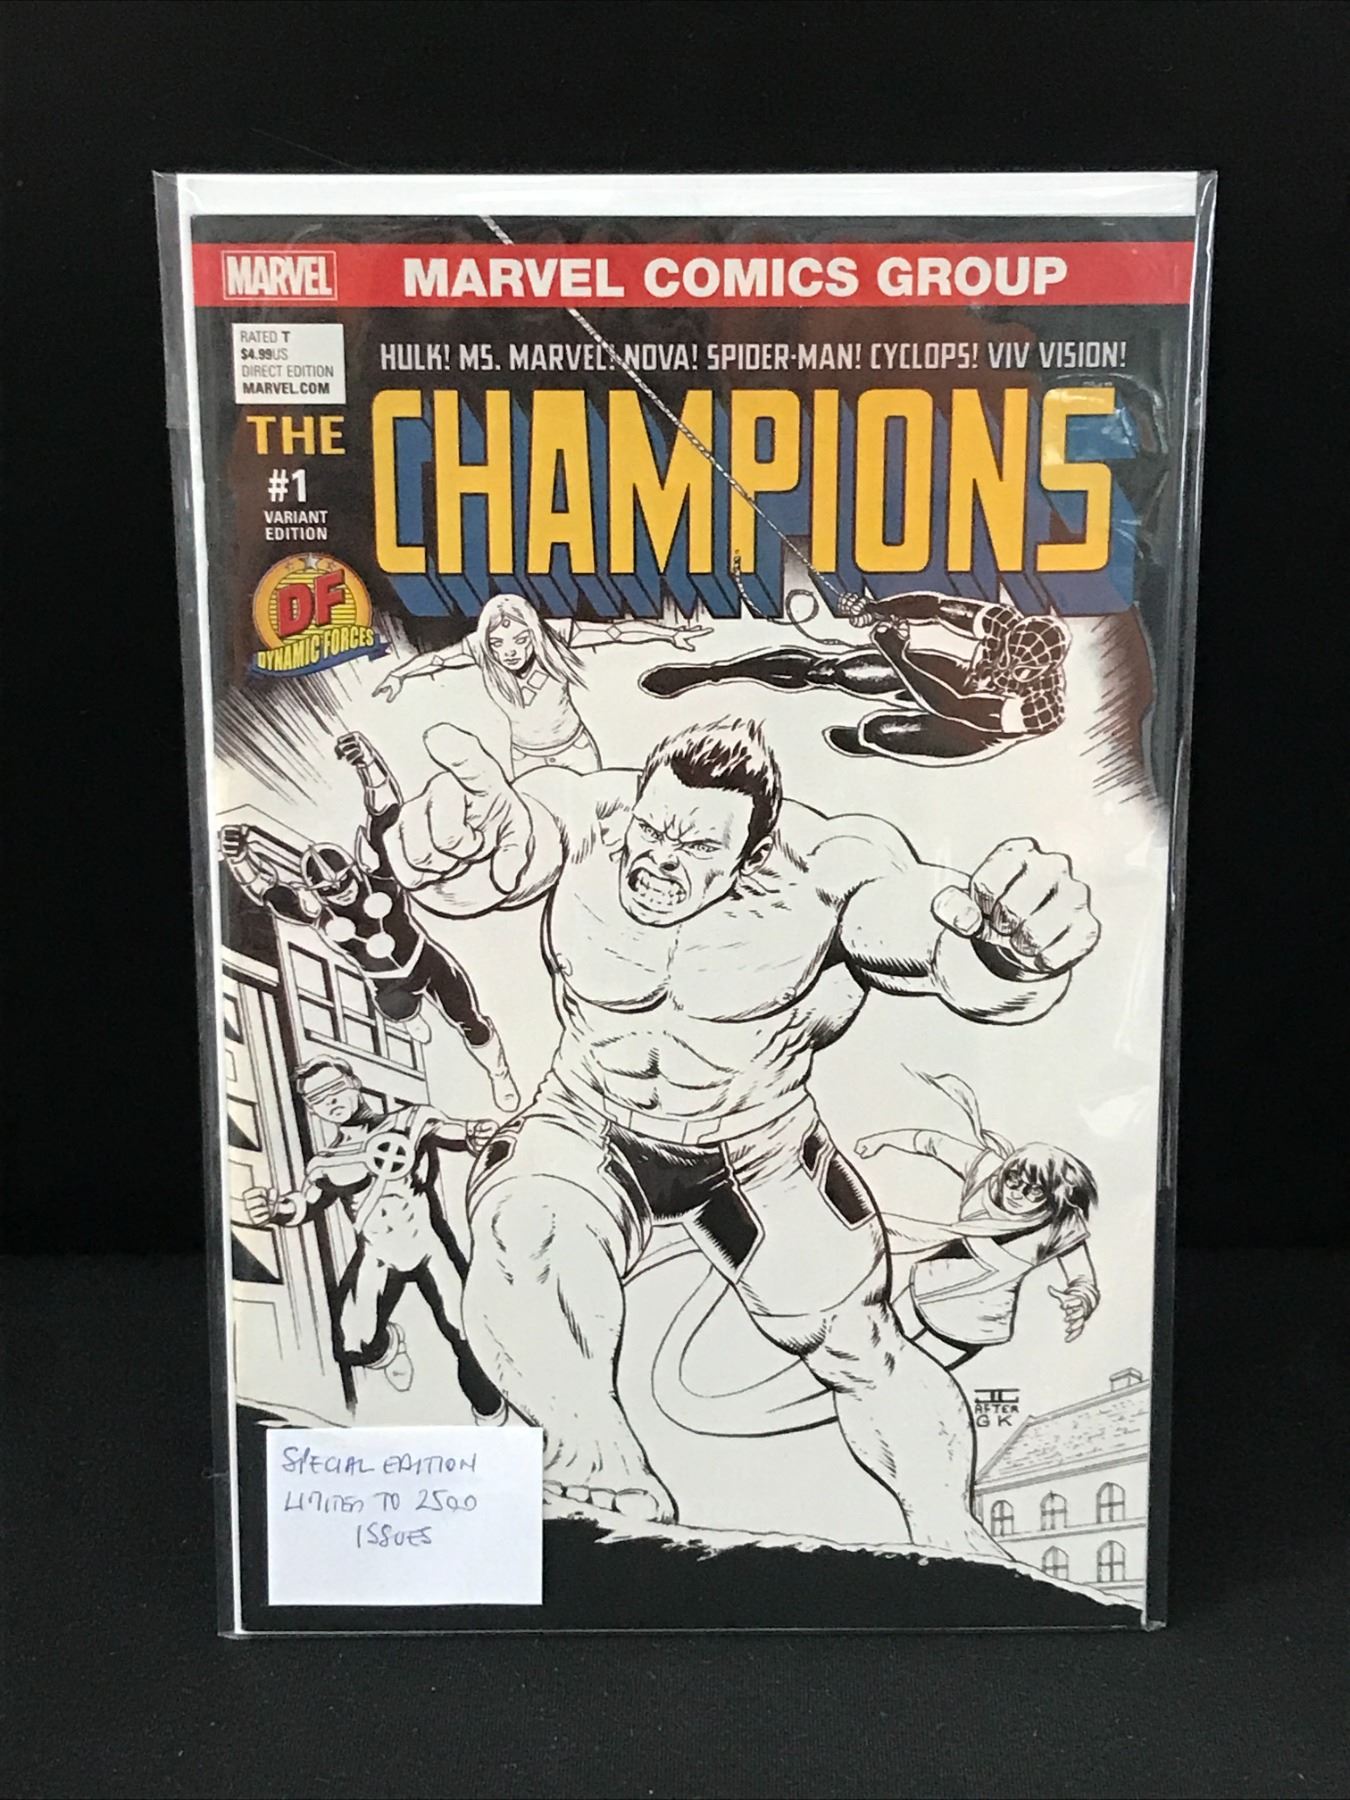 MARVEL
MARVEL COMICS GROUP
RATED T
$4.99US
DIRECT EDITION
MARVEL.COM
HULK! MS. MARVEL! NOVA! SPIDER-MAN! CYCLOPS! VIV VISION!
THE
CHAMPIONS
#1
VARIANT
EDITION
DF
DYNAMIC FORCES
JC
AFTER
GK
SPECIAL EDITION
LIMITED TO 2500
ISSUES